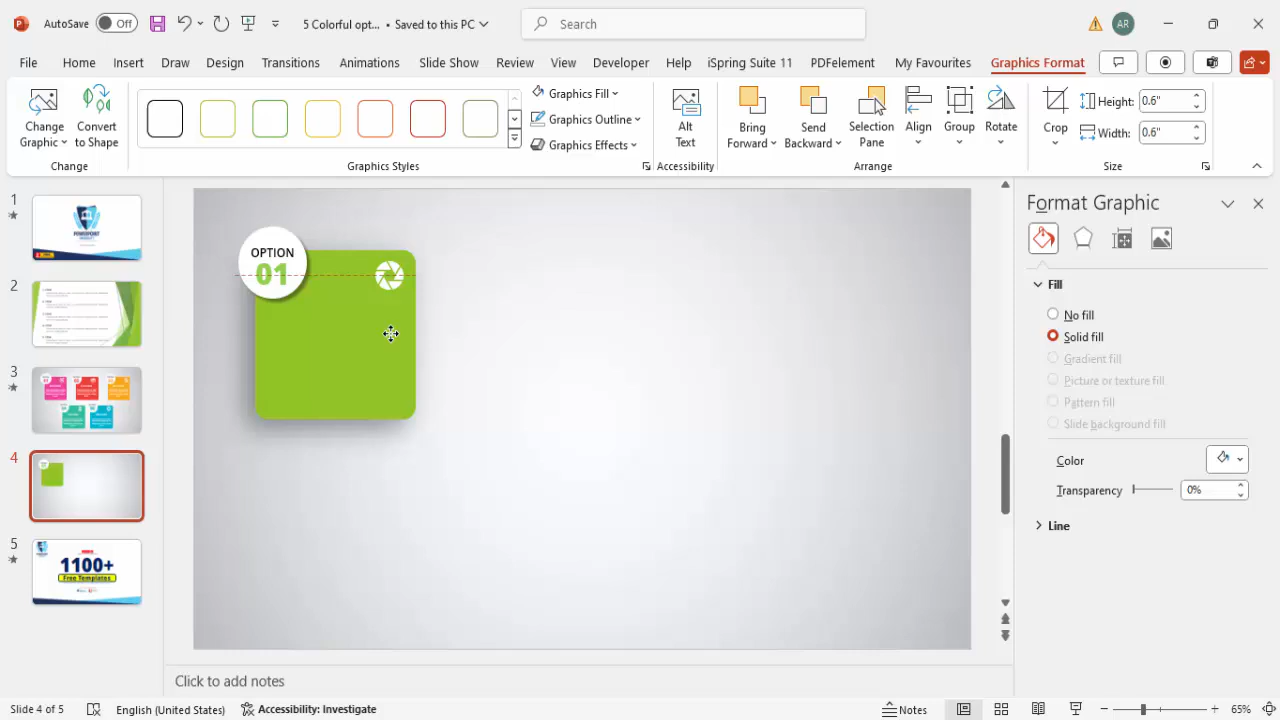 AutoSave Off 5 Colorful opt... • Saved to this PC Search AR
File Home Insert Draw Design Transitions Animations Slide Show Review View Developer Help iSpring Suite 11 PDFelement My Favourites Graphics Format
Change Graphic
Convert to Shape
Change
Graphics Styles
Graphics Fill
Graphics Outline
Graphics Effects
Alt Text
Accessibility
Bring Forward
Send Backward
Selection Pane
Align
Group
Rotate
Arrange
Crop
Height: 0.6"
Width: 0.6"
Size
1
2
3
4
5
1100+
Free Templates
OPTION
01
Format Graphic
Fill
No fill
Solid fill
Gradient fill
Picture or texture fill
Pattern fill
Slide background fill
Color
Transparency 0%
Line
Click to add notes
Slide 4 of 5 English (United States) Accessibility: Investigate Notes 65%